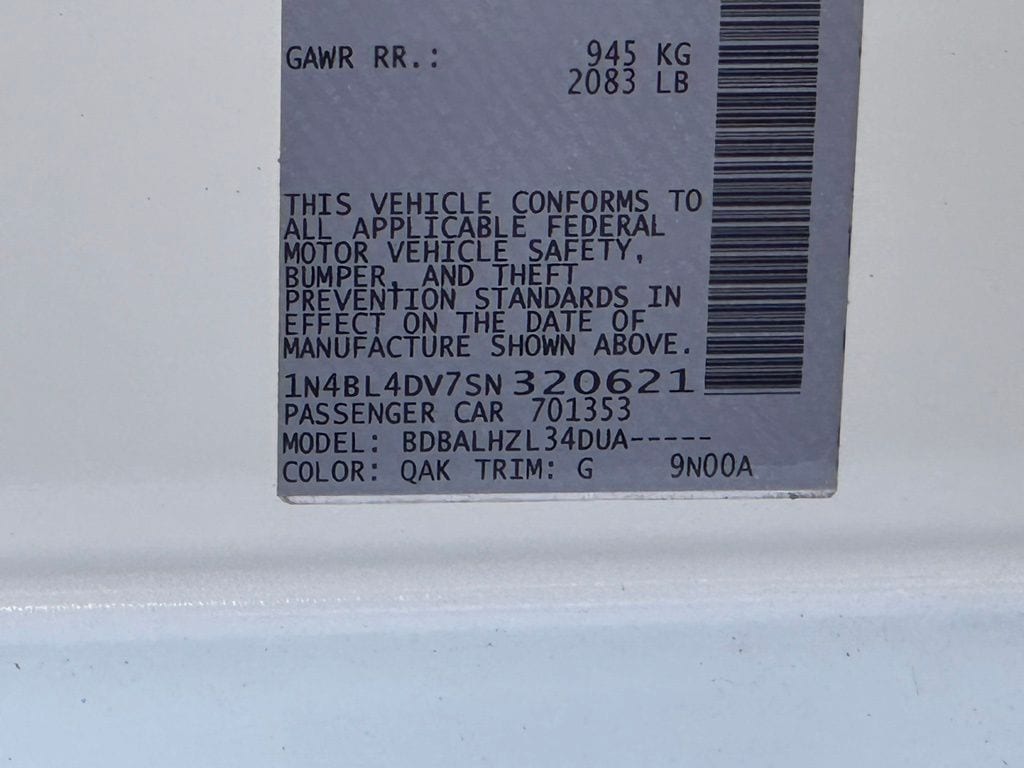 GAWR RR.: 945 KG
2083 LB
THIS VEHICLE CONFORMS TO
ALL APPLICABLE FEDERAL
MOTOR VEHICLE SAFETY,
BUMPER, AND THEFT
PREVENTION STANDARDS IN
EFFECT ON THE DATE OF
MANUFACTURE SHOWN ABOVE.
1N4BL4DV7SN320621
PASSENGER CAR 701353
MODEL: BDBALHZL34DUA-----
COLOR: QAK TRIM: G 9N00A